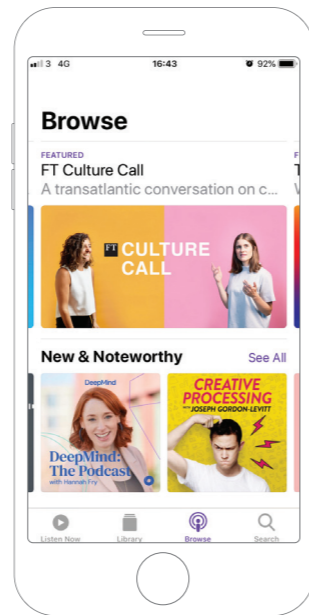 3 4G 16:43 92%
Browse
FEATURED
FT Culture Call
A transatlantic conversation on c...
FT CULTURE
CALL
New & Noteworthy See All
DeepMind
DeepMind:
The Podcast
with Hannah Fry
CREATIVE
PROCESSING
WITH JOSEPH GORDON-LEVITT
Listen Now Library Browse Search